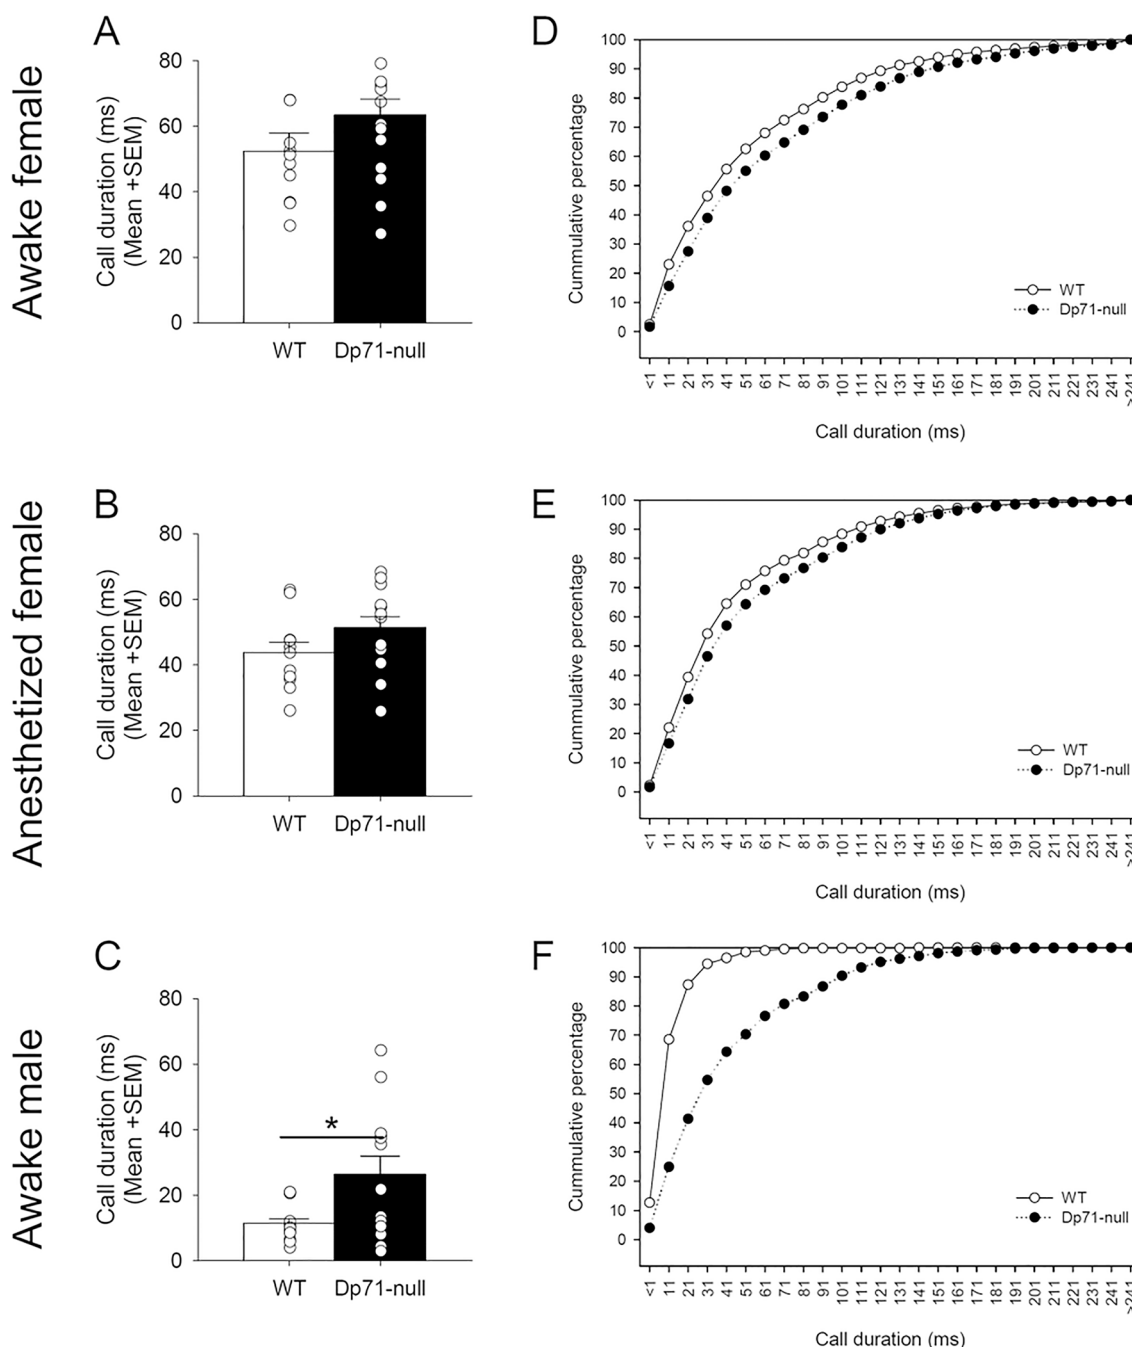 Awake female
A
80
60
40
20
0
Call duration (ms)
(Mean +SEM)
WT Dp71-null
D
100
90
80
70
60
50
40
30
20
10
0
Cummulative percentage
WT
Dp71-null
<1 11 21 31 41 51 61 71 81 91 101 111 121 131 141 151 161 171 181 191 201 211 221 231 241 >241
Call duration (ms)
Anesthetized female
B
80
60
40
20
0
Call duration (ms)
(Mean +SEM)
WT Dp71-null
E
100
90
80
70
60
50
40
30
20
10
0
Cummulative percentage
WT
Dp71-null
<1 11 21 31 41 51 61 71 81 91 101 111 121 131 141 151 161 171 181 191 201 211 221 231 241 >241
Call duration (ms)
Awake male
C
80
60
40
20
0
Call duration (ms)
(Mean +SEM)
*
WT Dp71-null
F
100
90
80
70
60
50
40
30
20
10
0
Cummulative percentage
WT
Dp71-null
<1 11 21 31 41 51 61 71 81 91 101 111 121 131 141 151 161 171 181 191 201 211 221 231 241 >241
Call duration (ms)